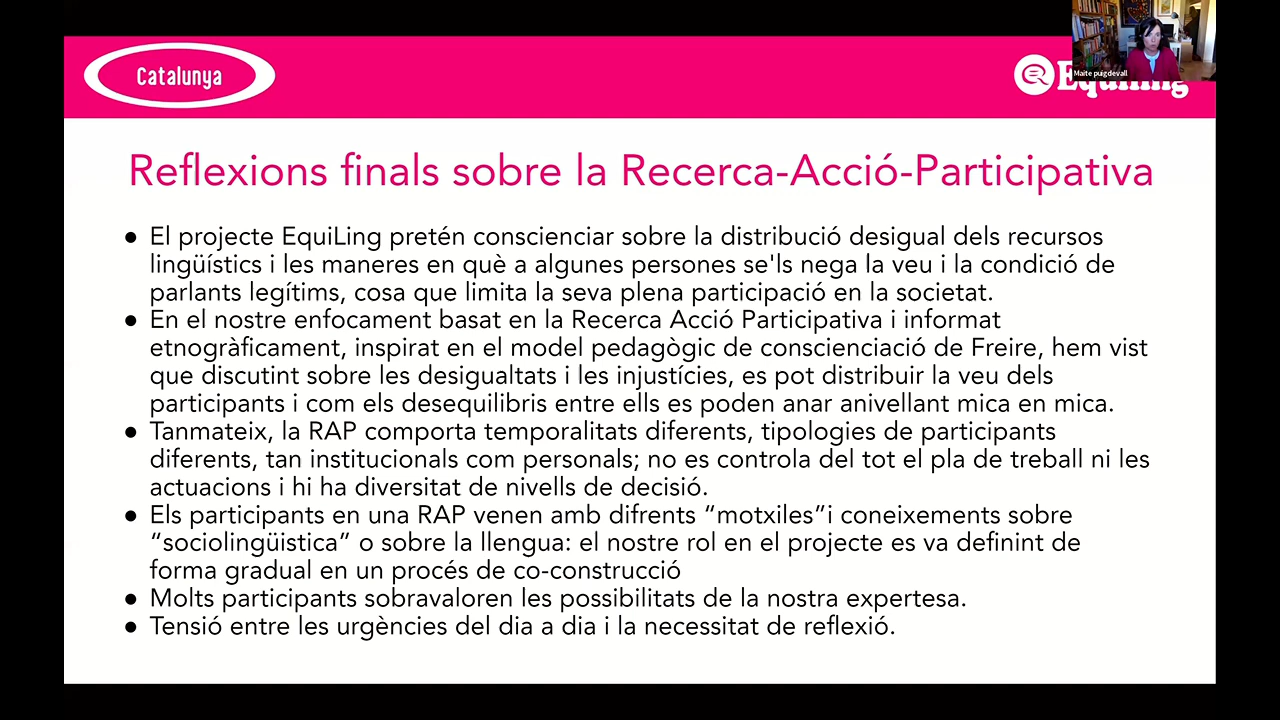 Catalunya
EquiLing
Maite puigdevall
Reflexions finals sobre la Recerca-Acció-Participativa
● El projecte EquiLing pretén conscienciar sobre la distribució desigual dels recursos
lingüístics i les maneres en què a algunes persones se'ls nega la veu i la condició de
parlants legítims, cosa que limita la seva plena participació en la societat.
● En el nostre enfocament basat en la Recerca Acció Participativa i informat
etnogràficament, inspirat en el model pedagògic de conscienciació de Freire, hem vist
que discutint sobre les desigualtats i les injustícies, es pot distribuir la veu dels
participants i com els desequilibris entre ells es poden anar anivellant mica en mica.
● Tanmateix, la RAP comporta temporalitats diferents, tipologies de participants
diferents, tan institucionals com personals; no es controla del tot el pla de treball ni les
actuacions i hi ha diversitat de nivells de decisió.
● Els participants en una RAP venen amb difrents “motxiles”i coneixements sobre
“sociolingüistica” o sobre la llengua: el nostre rol en el projecte es va definint de
forma gradual en un procés de co-construcció
● Molts participants sobravaloren les possibilitats de la nostra expertesa.
● Tensió entre les urgències del dia a dia i la necessitat de reflexió.